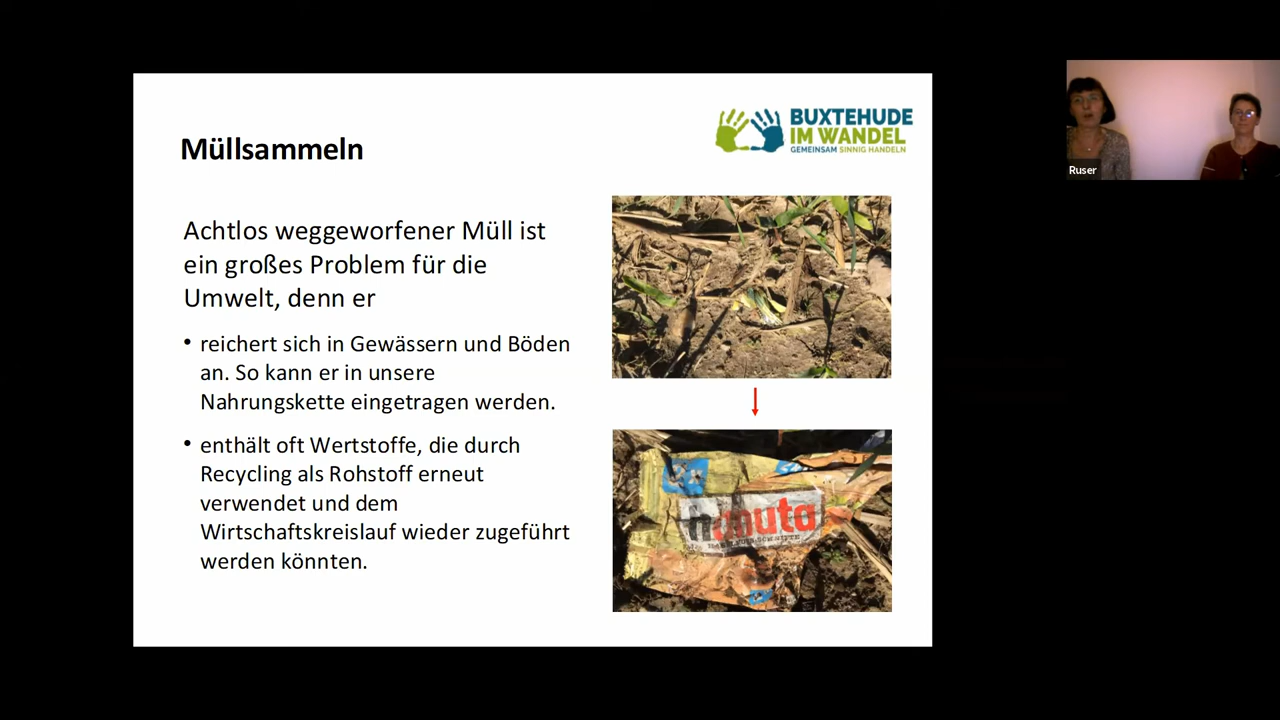 Müllsammeln
BUXTEHUDE
IM WANDEL
GEMEINSAM SINNIG HANDELN
Achtlos weggeworfener Müll ist
ein großes Problem für die
Umwelt, denn er
• reichert sich in Gewässern und Böden
an. So kann er in unsere
Nahrungskette eingetragen werden.
• enthält oft Wertstoffe, die durch
Recycling als Rohstoff erneut
verwendet und dem
Wirtschaftskreislauf wieder zugeführt
werden könnten.
hanuta
Ruser